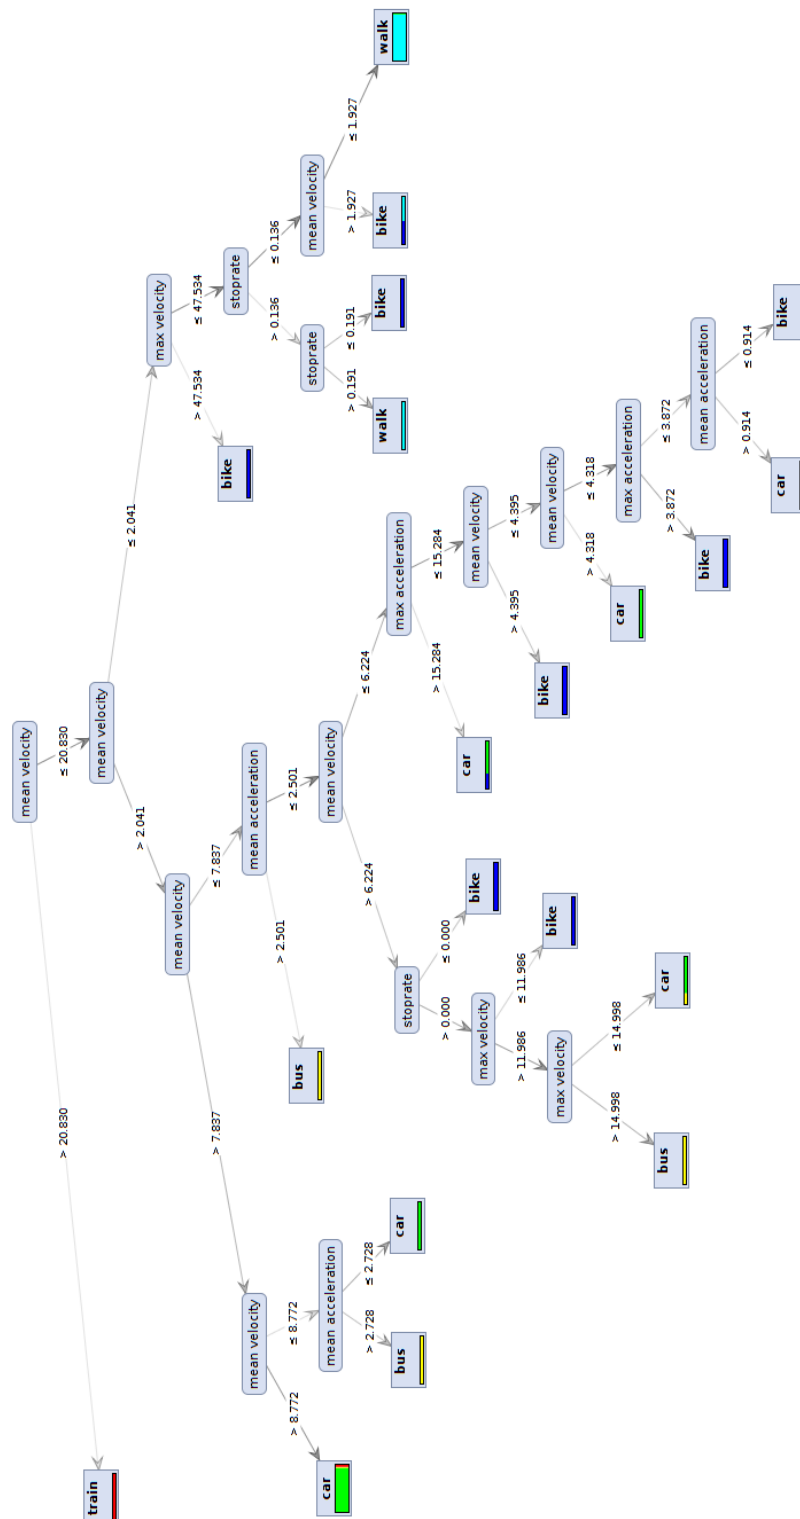 mean velocity
> 20.830
≤ 20.830
train
mean velocity
> 2.041
≤ 2.041
mean velocity
> 7.837
≤ 7.837
max velocity
> 47.534
≤ 47.534
mean velocity
> 8.772
≤ 8.772
mean acceleration
> 2.501
≤ 2.501
bike
stoprate
> 0.136
≤ 0.136
car
mean acceleration
> 2.728
≤ 2.728
bus
mean velocity
> 6.224
≤ 6.224
stoprate
> 0.191
≤ 0.191
mean velocity
> 1.927
≤ 1.927
bus
car
stoprate
> 0.000
≤ 0.000
max acceleration
> 15.284
≤ 15.284
walk
bike
bike
walk
max velocity
> 11.986
≤ 11.986
bike
car
mean velocity
> 4.395
≤ 4.395
max velocity
> 14.998
≤ 14.998
bike
bike
mean velocity
> 4.318
≤ 4.318
bus
car
car
max acceleration
> 3.872
≤ 3.872
bike
mean acceleration
> 0.914
≤ 0.914
car
bike